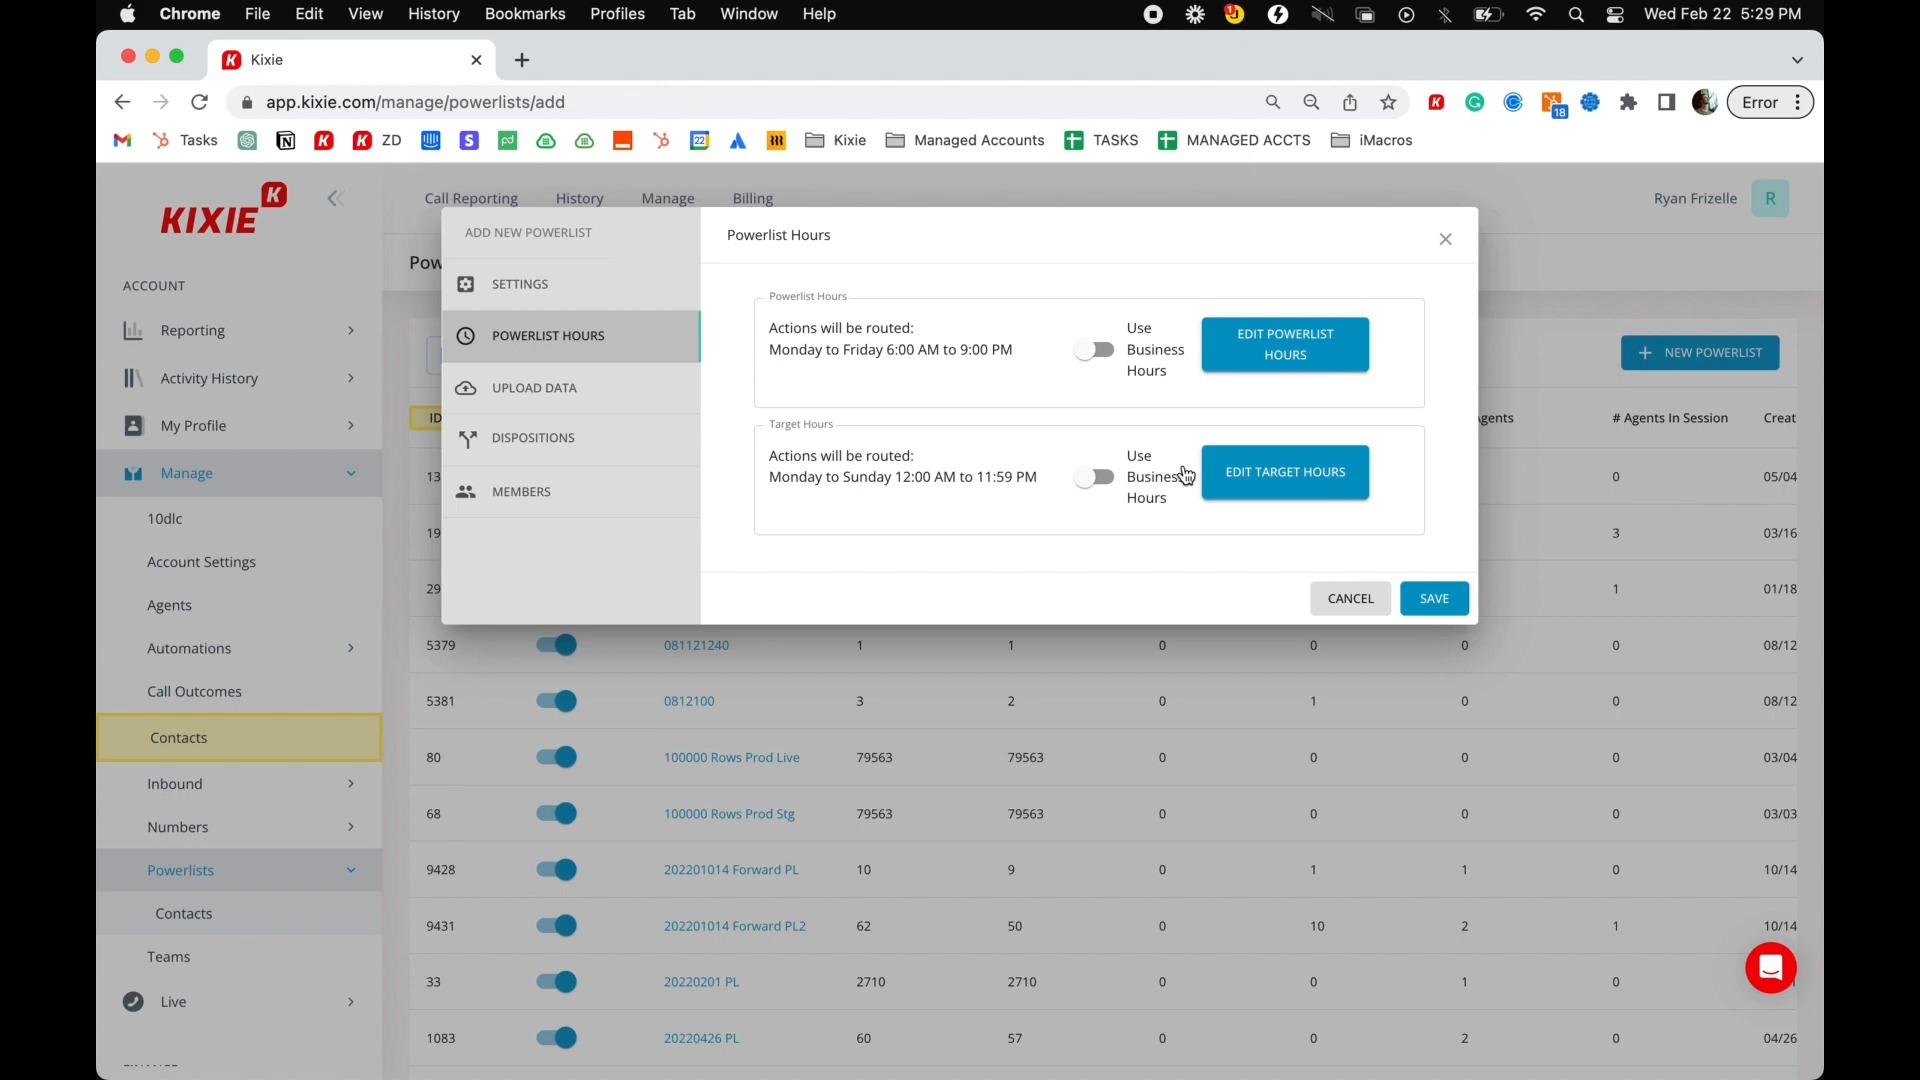 Chrome File Edit View History Bookmarks Profiles Tab Window Help
1
Wed Feb 22 5:29 PM
K Kixie
app.kixie.com/manage/powerlists/add
18
Error
Tasks
ZD
22
Kixie
Managed Accounts
TASKS
MANAGED ACCTS
iMacros
KIXIE K
Call Reporting
History
Manage
Billing
Ryan Frizelle
R
ACCOUNT
Reporting
Activity History
My Profile
Manage
10dlc
Account Settings
Agents
Automations
Call Outcomes
Contacts
Inbound
Numbers
Powerlists
Contacts
Teams
Live
ADD NEW POWERLIST
SETTINGS
POWERLIST HOURS
UPLOAD DATA
DISPOSITIONS
MEMBERS
Powerlist Hours
Powerlist Hours
Actions will be routed:
Monday to Friday 6:00 AM to 9:00 PM
Use
Business
Hours
EDIT POWERLIST
HOURS
Target Hours
Actions will be routed:
Monday to Sunday 12:00 AM to 11:59 PM
Use
Business
Hours
EDIT TARGET HOURS
CANCEL
SAVE
Pow
NEW POWERLIST
ID
gents
# Agents In Session
Creat
13 0 05/04
19 3 03/16
29 1 01/18
5379 081121240 1 1 0 0 0 0 08/12
5381 0812100 3 2 0 1 0 0 08/12
80 100000 Rows Prod Live 79563 79563 0 0 0 0 03/04
68 100000 Rows Prod Stg 79563 79563 0 0 0 0 03/03
9428 202201014 Forward PL 10 9 0 1 1 0 10/14
9431 202201014 Forward PL2 62 50 0 10 2 1 10/14
33 20220201 PL 2710 2710 0 0 1 0
1083 20220426 PL 60 57 0 0 2 0 04/26